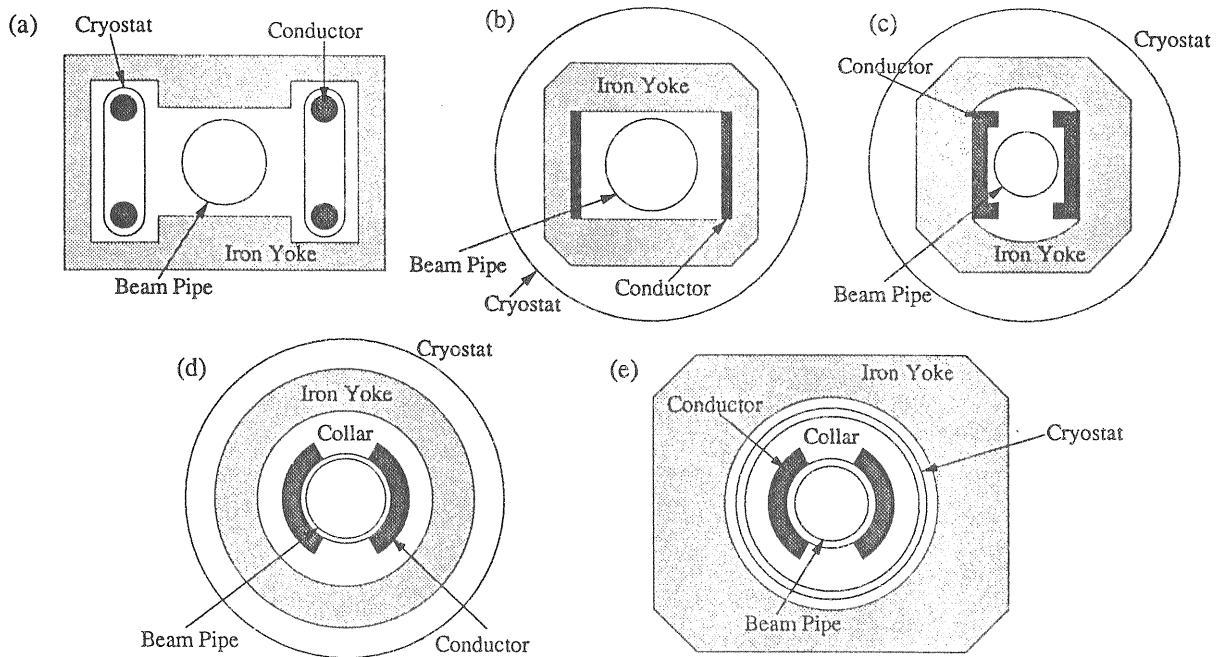 (a)
Cryostat
Conductor
Iron Yoke
Beam Pipe
(b)
Iron Yoke
Beam Pipe
Conductor
Cryostat
(c)
Cryostat
Conductor
Iron Yoke
Beam Pipe
(d)
Cryostat
Iron Yoke
Collar
Beam Pipe
Conductor
(e)
Iron Yoke
Conductor
Collar
Cryostat
Beam Pipe